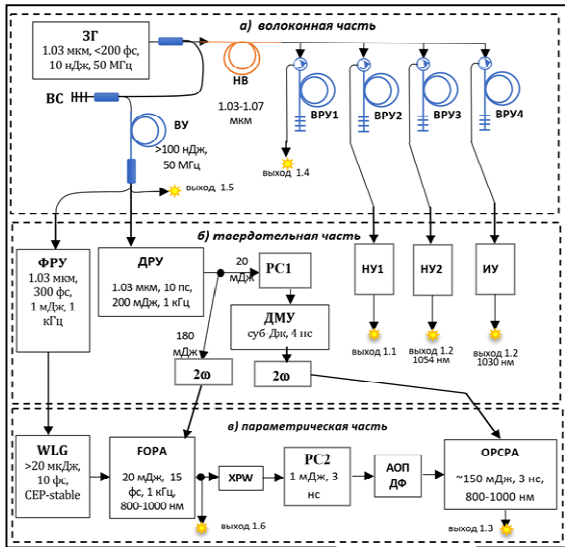 а) волоконная часть
ЗГ
1.03 мкм, <200 фс,
10 нДж, 50 МГц
НВ
1.03-1.07
мкм
ВС
ВУ
>100 нДж,
50 МГц
ВРУ1
ВРУ2
ВРУ3
ВРУ4
выход 1.4
выход, 1.5
б) твердотельная часть
ФРУ
1.03 мкм,
300 фс,
1 мДж, 1
кГц
ДРУ
1.03 мкм, 10 пс,
200 мДж, 1 кГц
20
мДж
РС1
ДМУ
суб-Дж, 4 нс
180
мДж
2ω
2ω
НУ1
НУ2
ИУ
выход 1.1
выход 1.2
1054 нм
выход 1.2
1030 нм
в) параметрическая часть
WLG
>20 мкДж,
10 фс,
CEP-stable
FOPA
20 мДж, 15
фс, 1 кГц,
800-1000 нм
XPW
РС2
1 мДж, 3
нс
АОП
ДФ
OPCPA
~150 мДж, 3 нс,
800-1000 нм
выход 1.6
выход 1.3